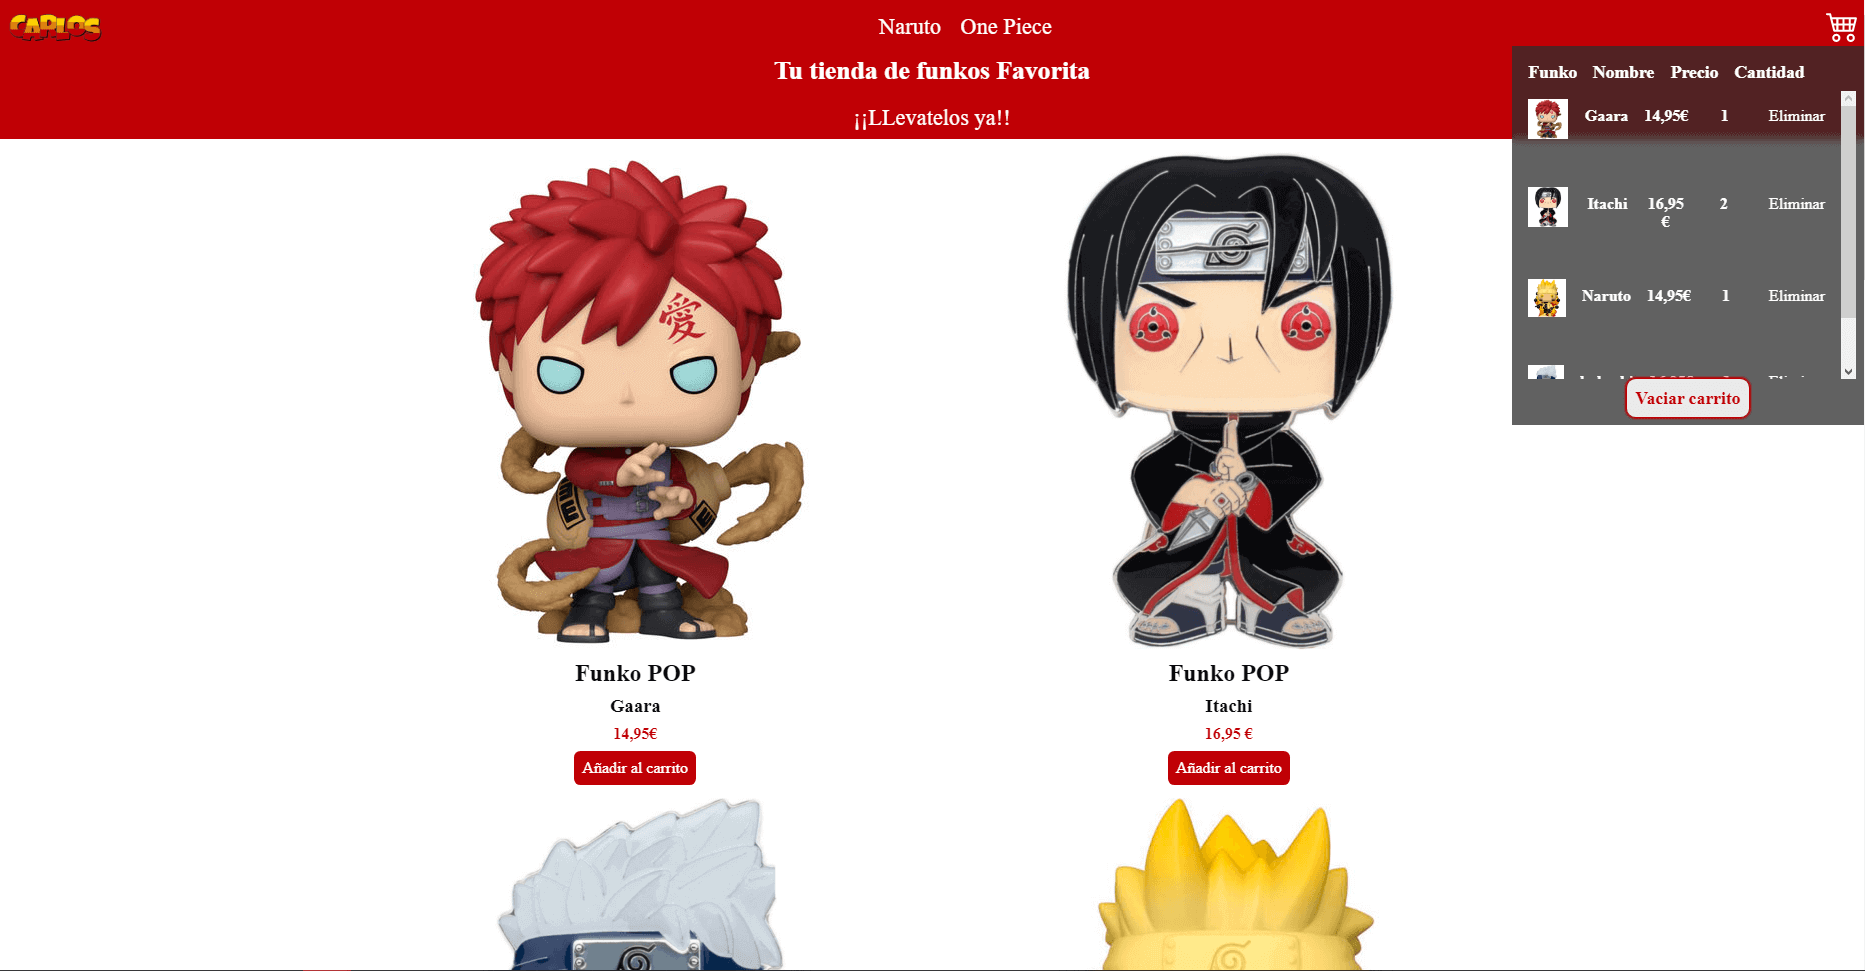 CARLOS
Naruto One Piece
Tu tienda de funkos Favorita
¡¡LLevatelos ya!!
Funko Nombre Precio Cantidad
Gaara 14,95€ 1 Eliminar
Itachi 16,95 2 Eliminar
€
Naruto 14,95€ 1 Eliminar
Vaciar carrito
愛
Funko POP
Gaara
14,95€
Añadir al carrito
Funko POP
Itachi
16,95 €
Añadir al carrito